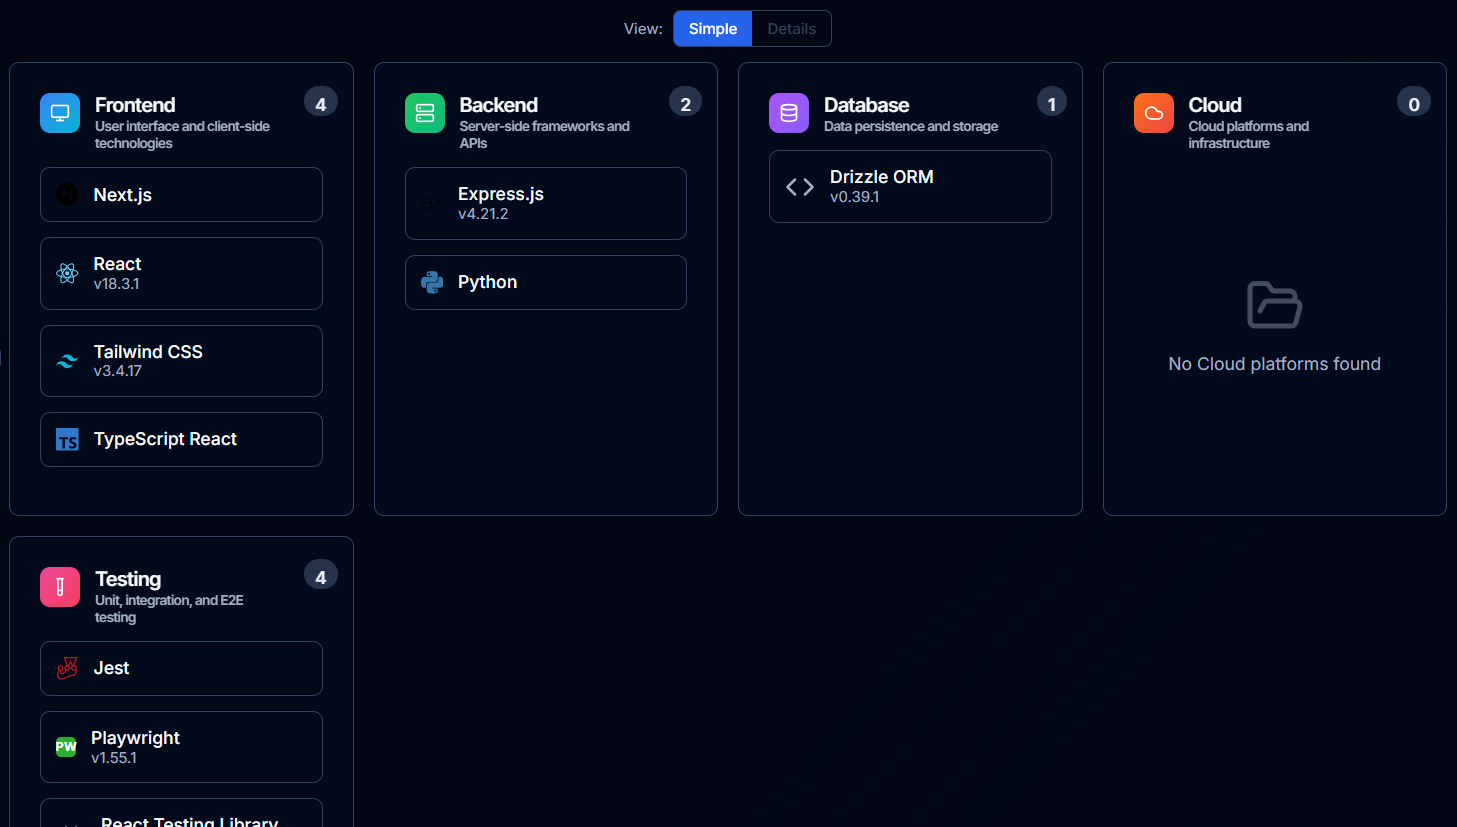 View:
Simple
Details
Frontend
4
User interface and client-side
technologies
Next.js
React
v18.3.1
Tailwind CSS
v3.4.17
TS
TypeScript React
Backend
2
Server-side frameworks and
APIs
ex
Express.js
v4.21.2
Python
Database
1
Data persistence and storage
Drizzle ORM
v0.39.1
Cloud
0
Cloud platforms and
infrastructure
No Cloud platforms found
Testing
4
Unit, integration, and E2E
testing
Jest
PW
Playwright
v1.55.1
React Testing Library